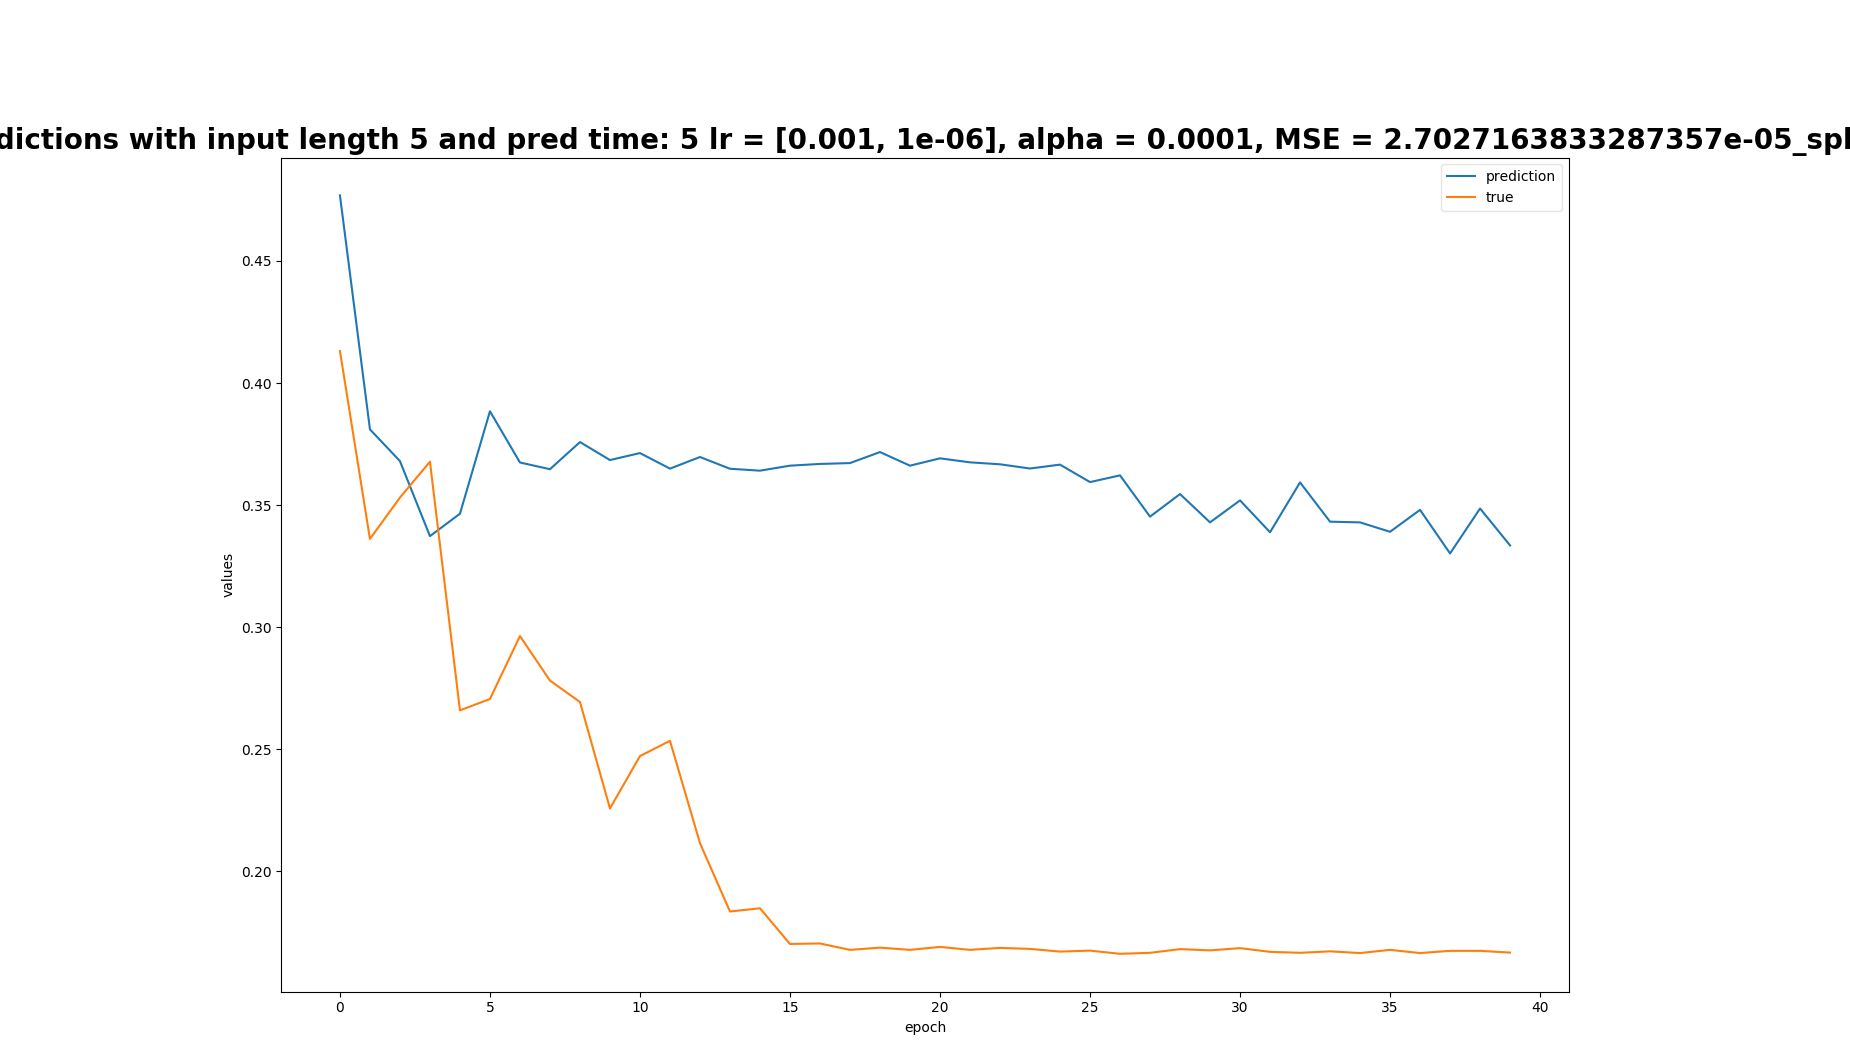 dictions with input length 5 and pred time: 5 lr = [0.001, 1e-06], alpha = 0.0001, MSE = 2.7027163833287357e-05_spl
prediction
true
0.45
0.40
0.35
0.30
0.25
0.20
values
0 5 10 15 20 25 30 35 40
epoch